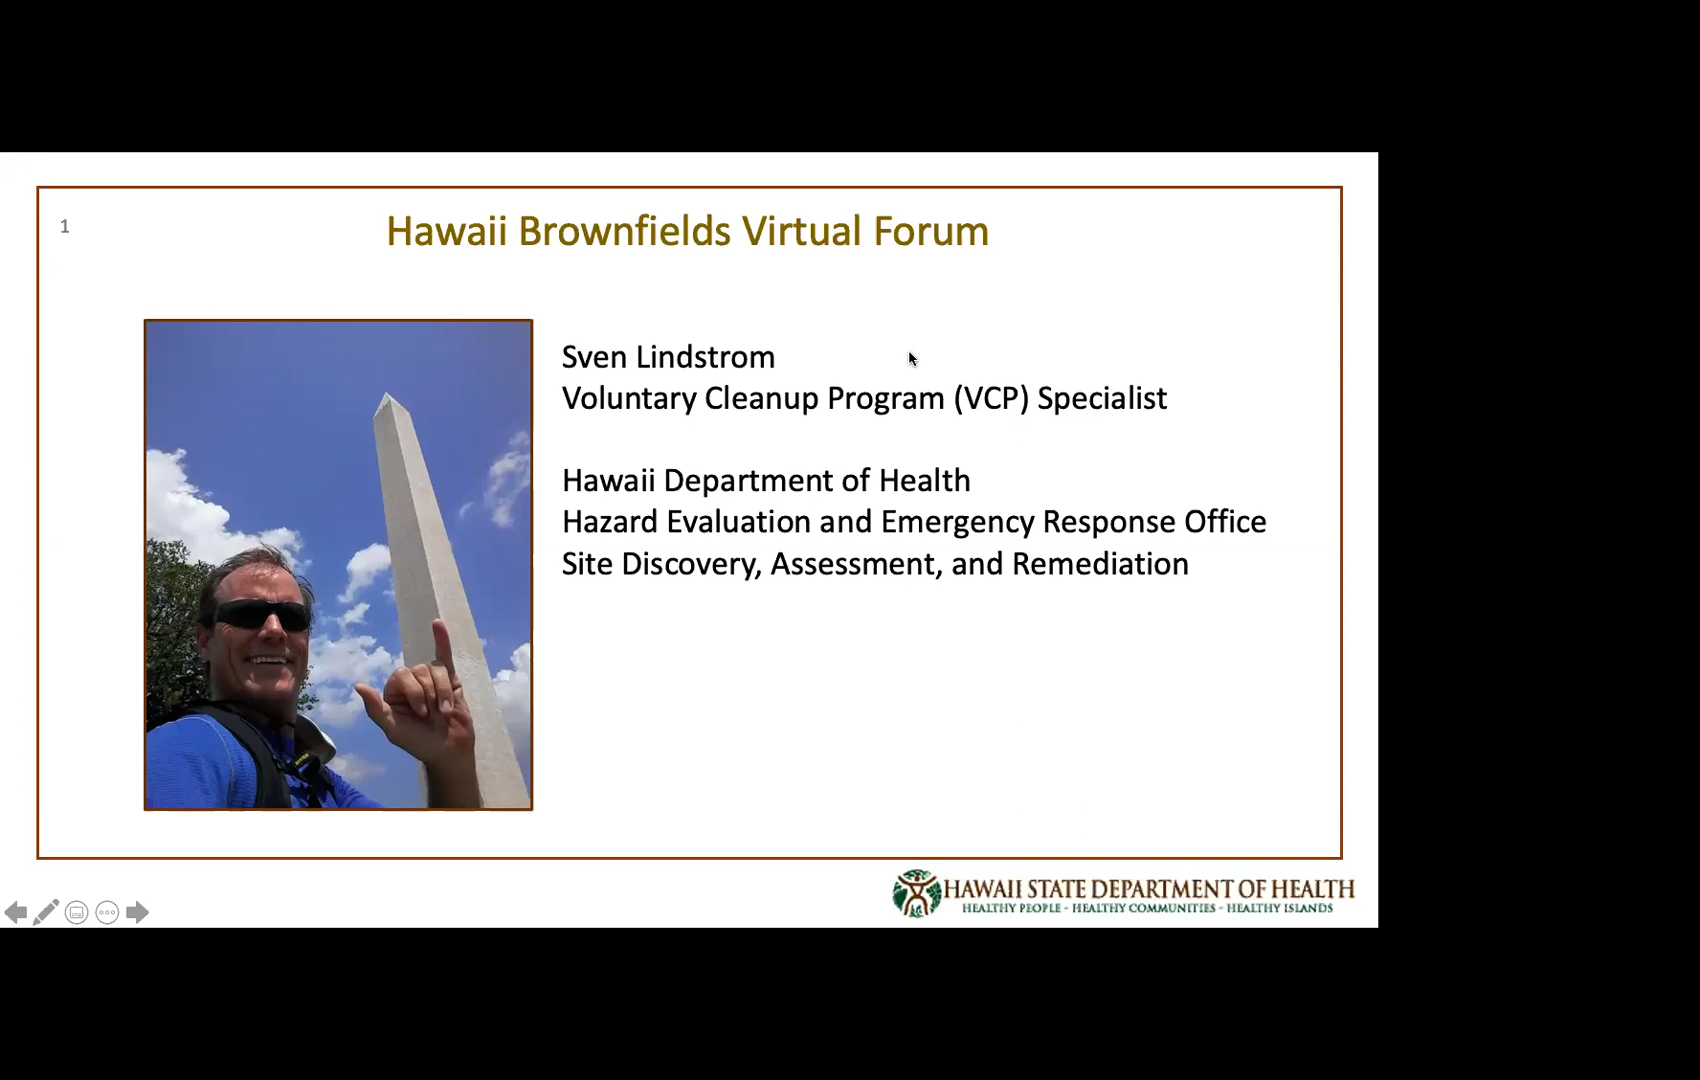 1
Hawaii Brownfields Virtual Forum
Sven Lindstrom
Voluntary Cleanup Program (VCP) Specialist
Hawaii Department of Health
Hazard Evaluation and Emergency Response Office
Site Discovery, Assessment, and Remediation
HAWAII STATE DEPARTMENT OF HEALTH
HEALTHY PEOPLE - HEALTHY COMMUNITIES - HEALTHY ISLANDS